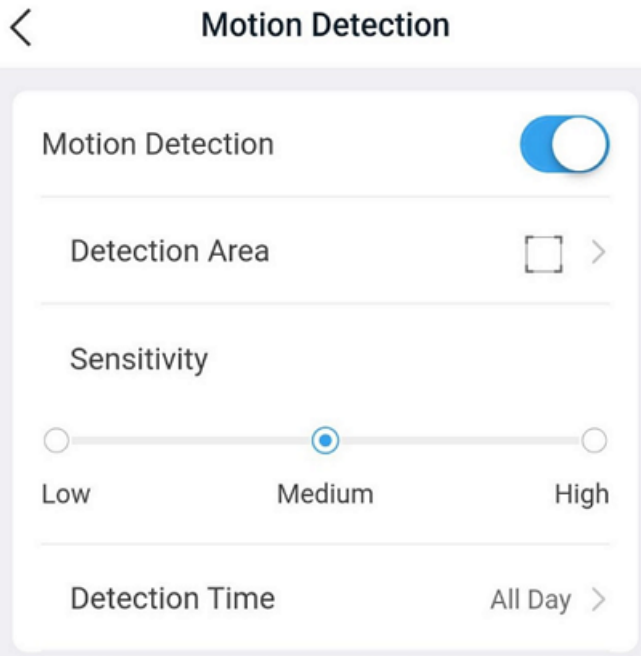 Motion Detection
Motion Detection
Detection Area
Sensitivity
Low Medium High
Detection Time All Day